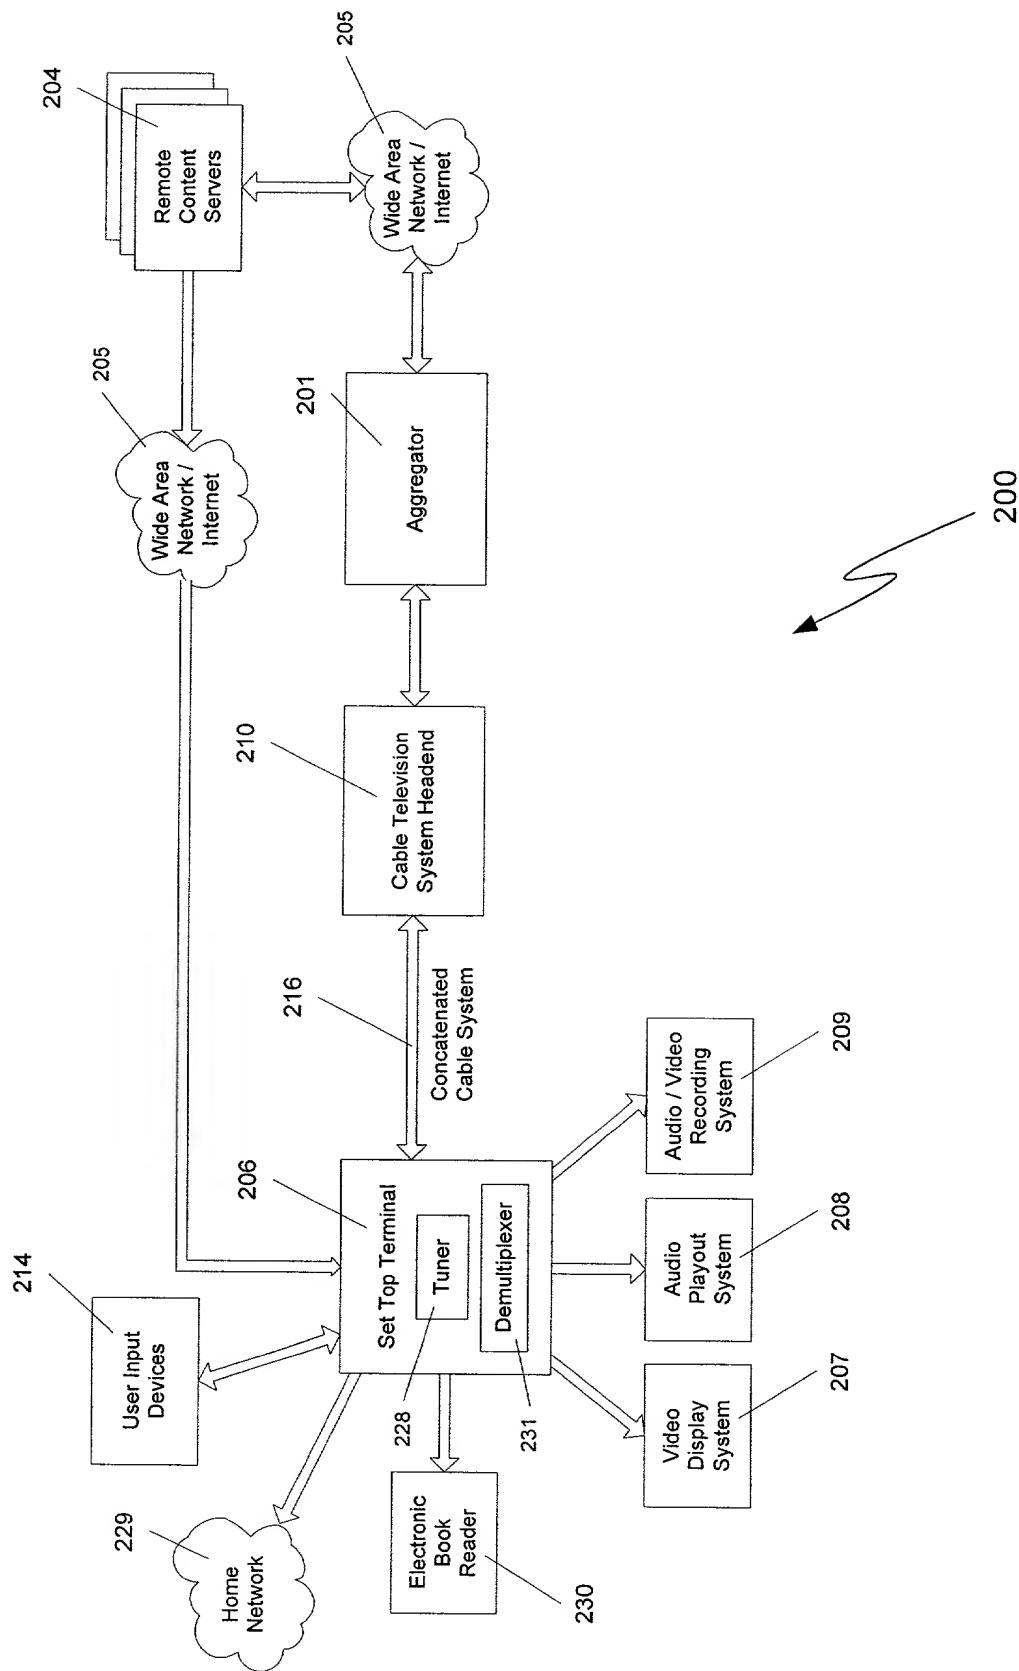 204
Remote
Content
Servers
205
Wide Area
Network /
Internet
205
Wide Area
Network /
Internet
201
Aggregator
210
Cable Television
System Headend
216
Concatenated
Cable System
206
Set Top Terminal
Tuner
228
Demultiplexer
231
214
User Input
Devices
229
Home
Network
Electronic
Book
Reader
230
Video
Display
System
207
Audio
Playout
System
208
Audio / Video
Recording
System
209
200